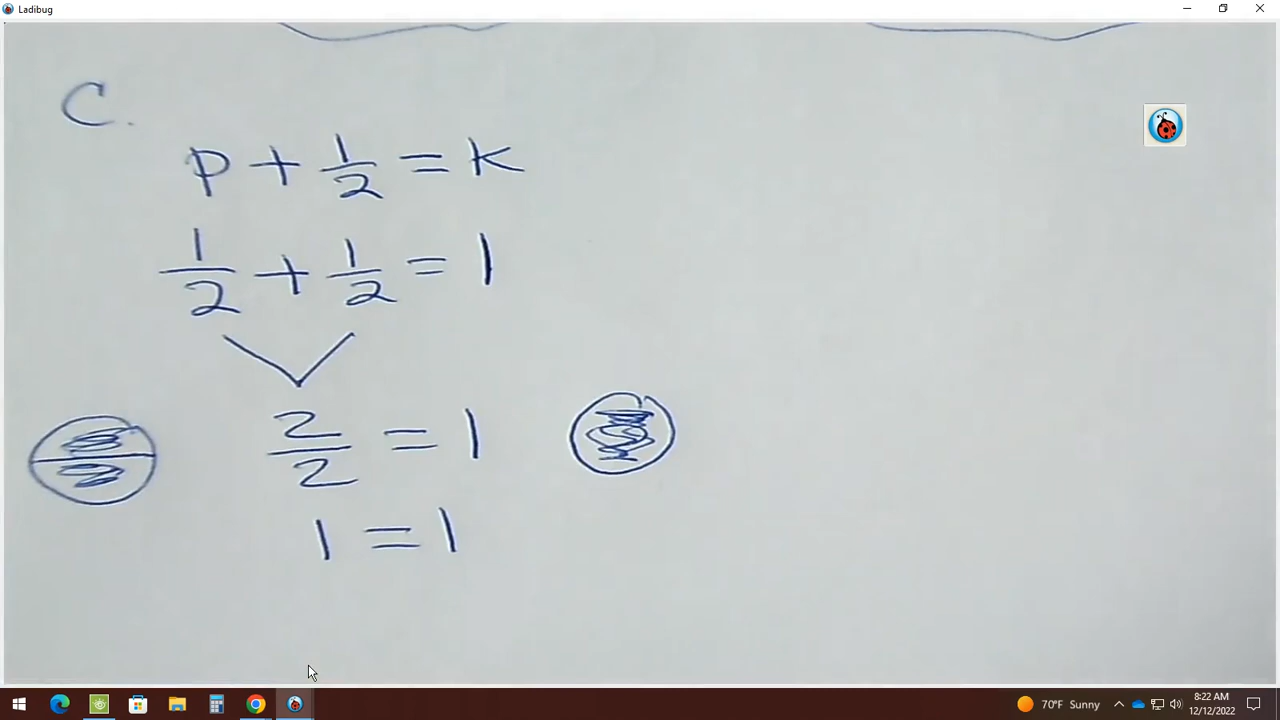 Ladibug
C.
p + 1/2 = k
1/2 + 1/2 = 1
2/2 = 1
1 = 1
70°F Sunny
8:22 AM
12/12/2022